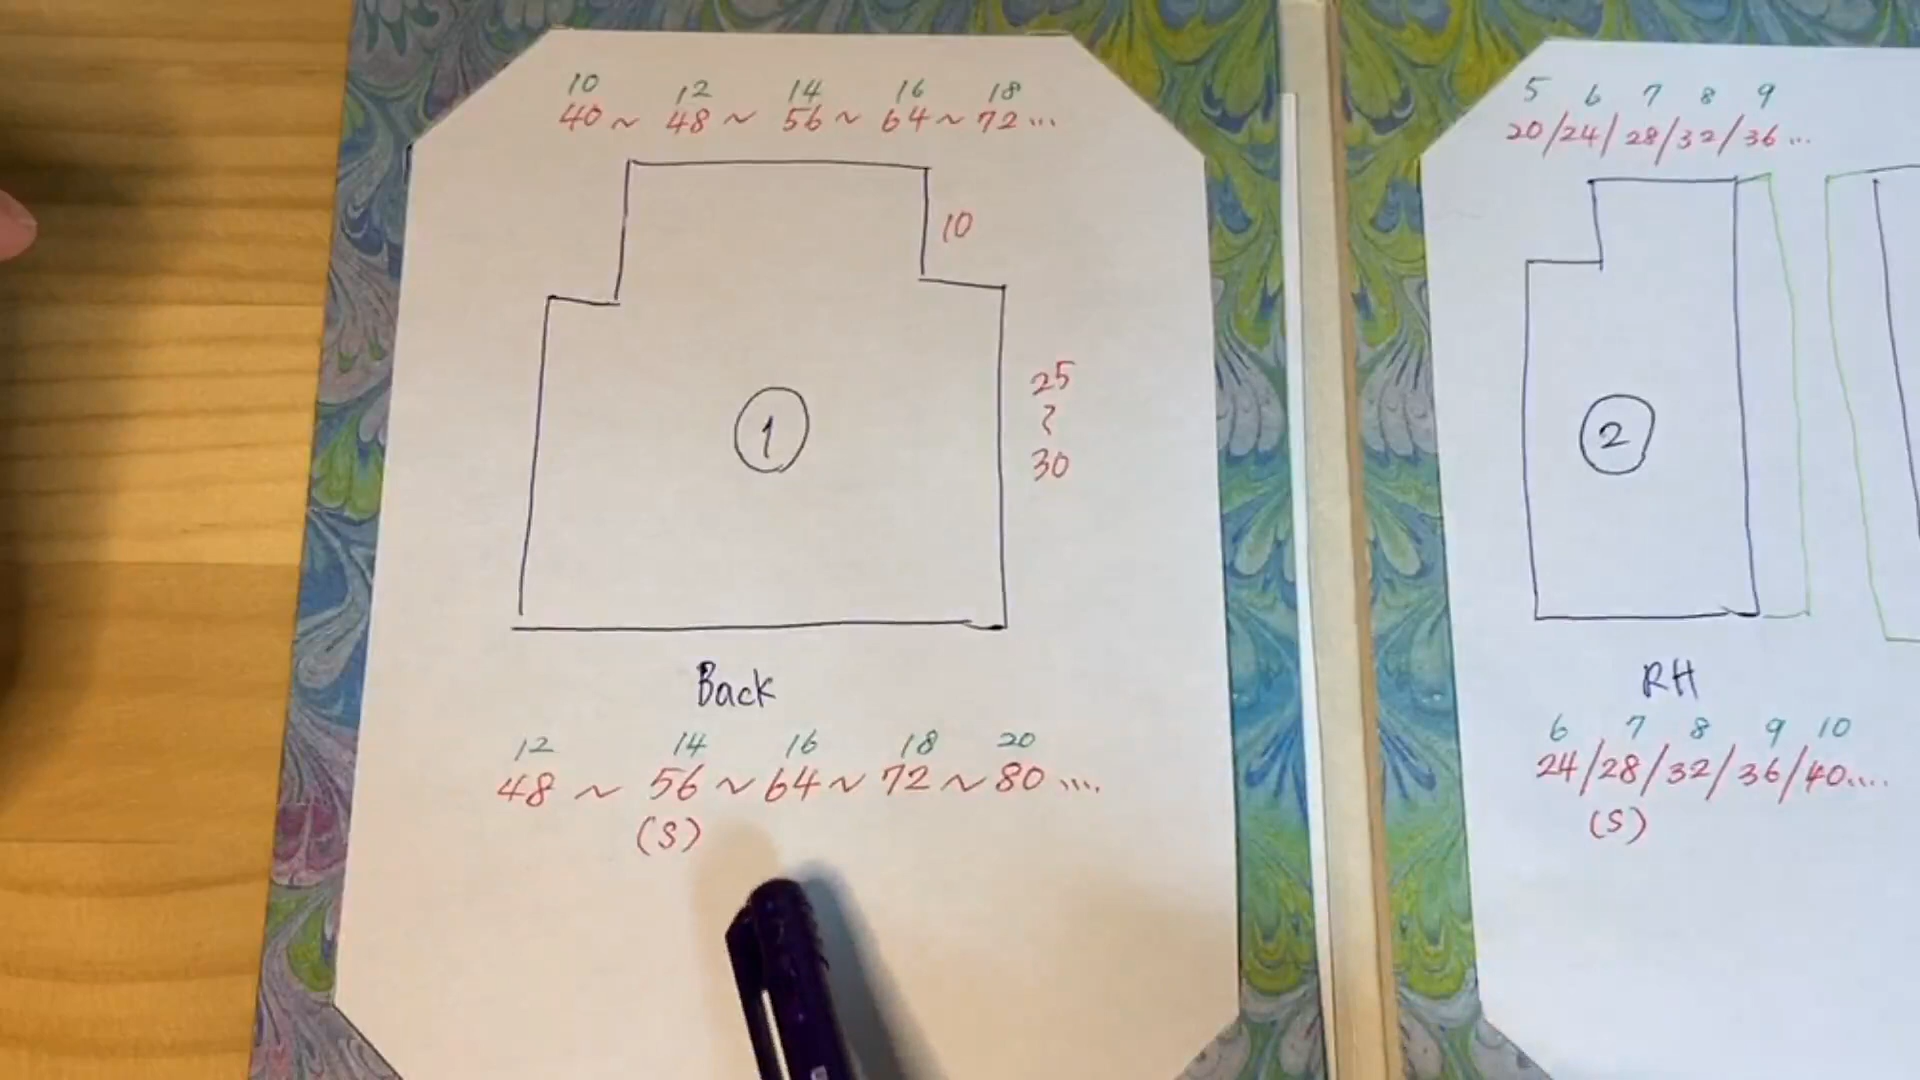 10 12 14 16 18
40 ~ 48 ~ 56 ~ 64 ~ 72 ...
10
1
25
~
30
Back
12 14 16 18 20
48 ~ 56 ~ 64 ~ 72 ~ 80 ....
(S)
5 6 7 8 9
20/24/28/32/36 ...
2
RH
6 7 8 9 10
24/28/32/36/40....
(S)